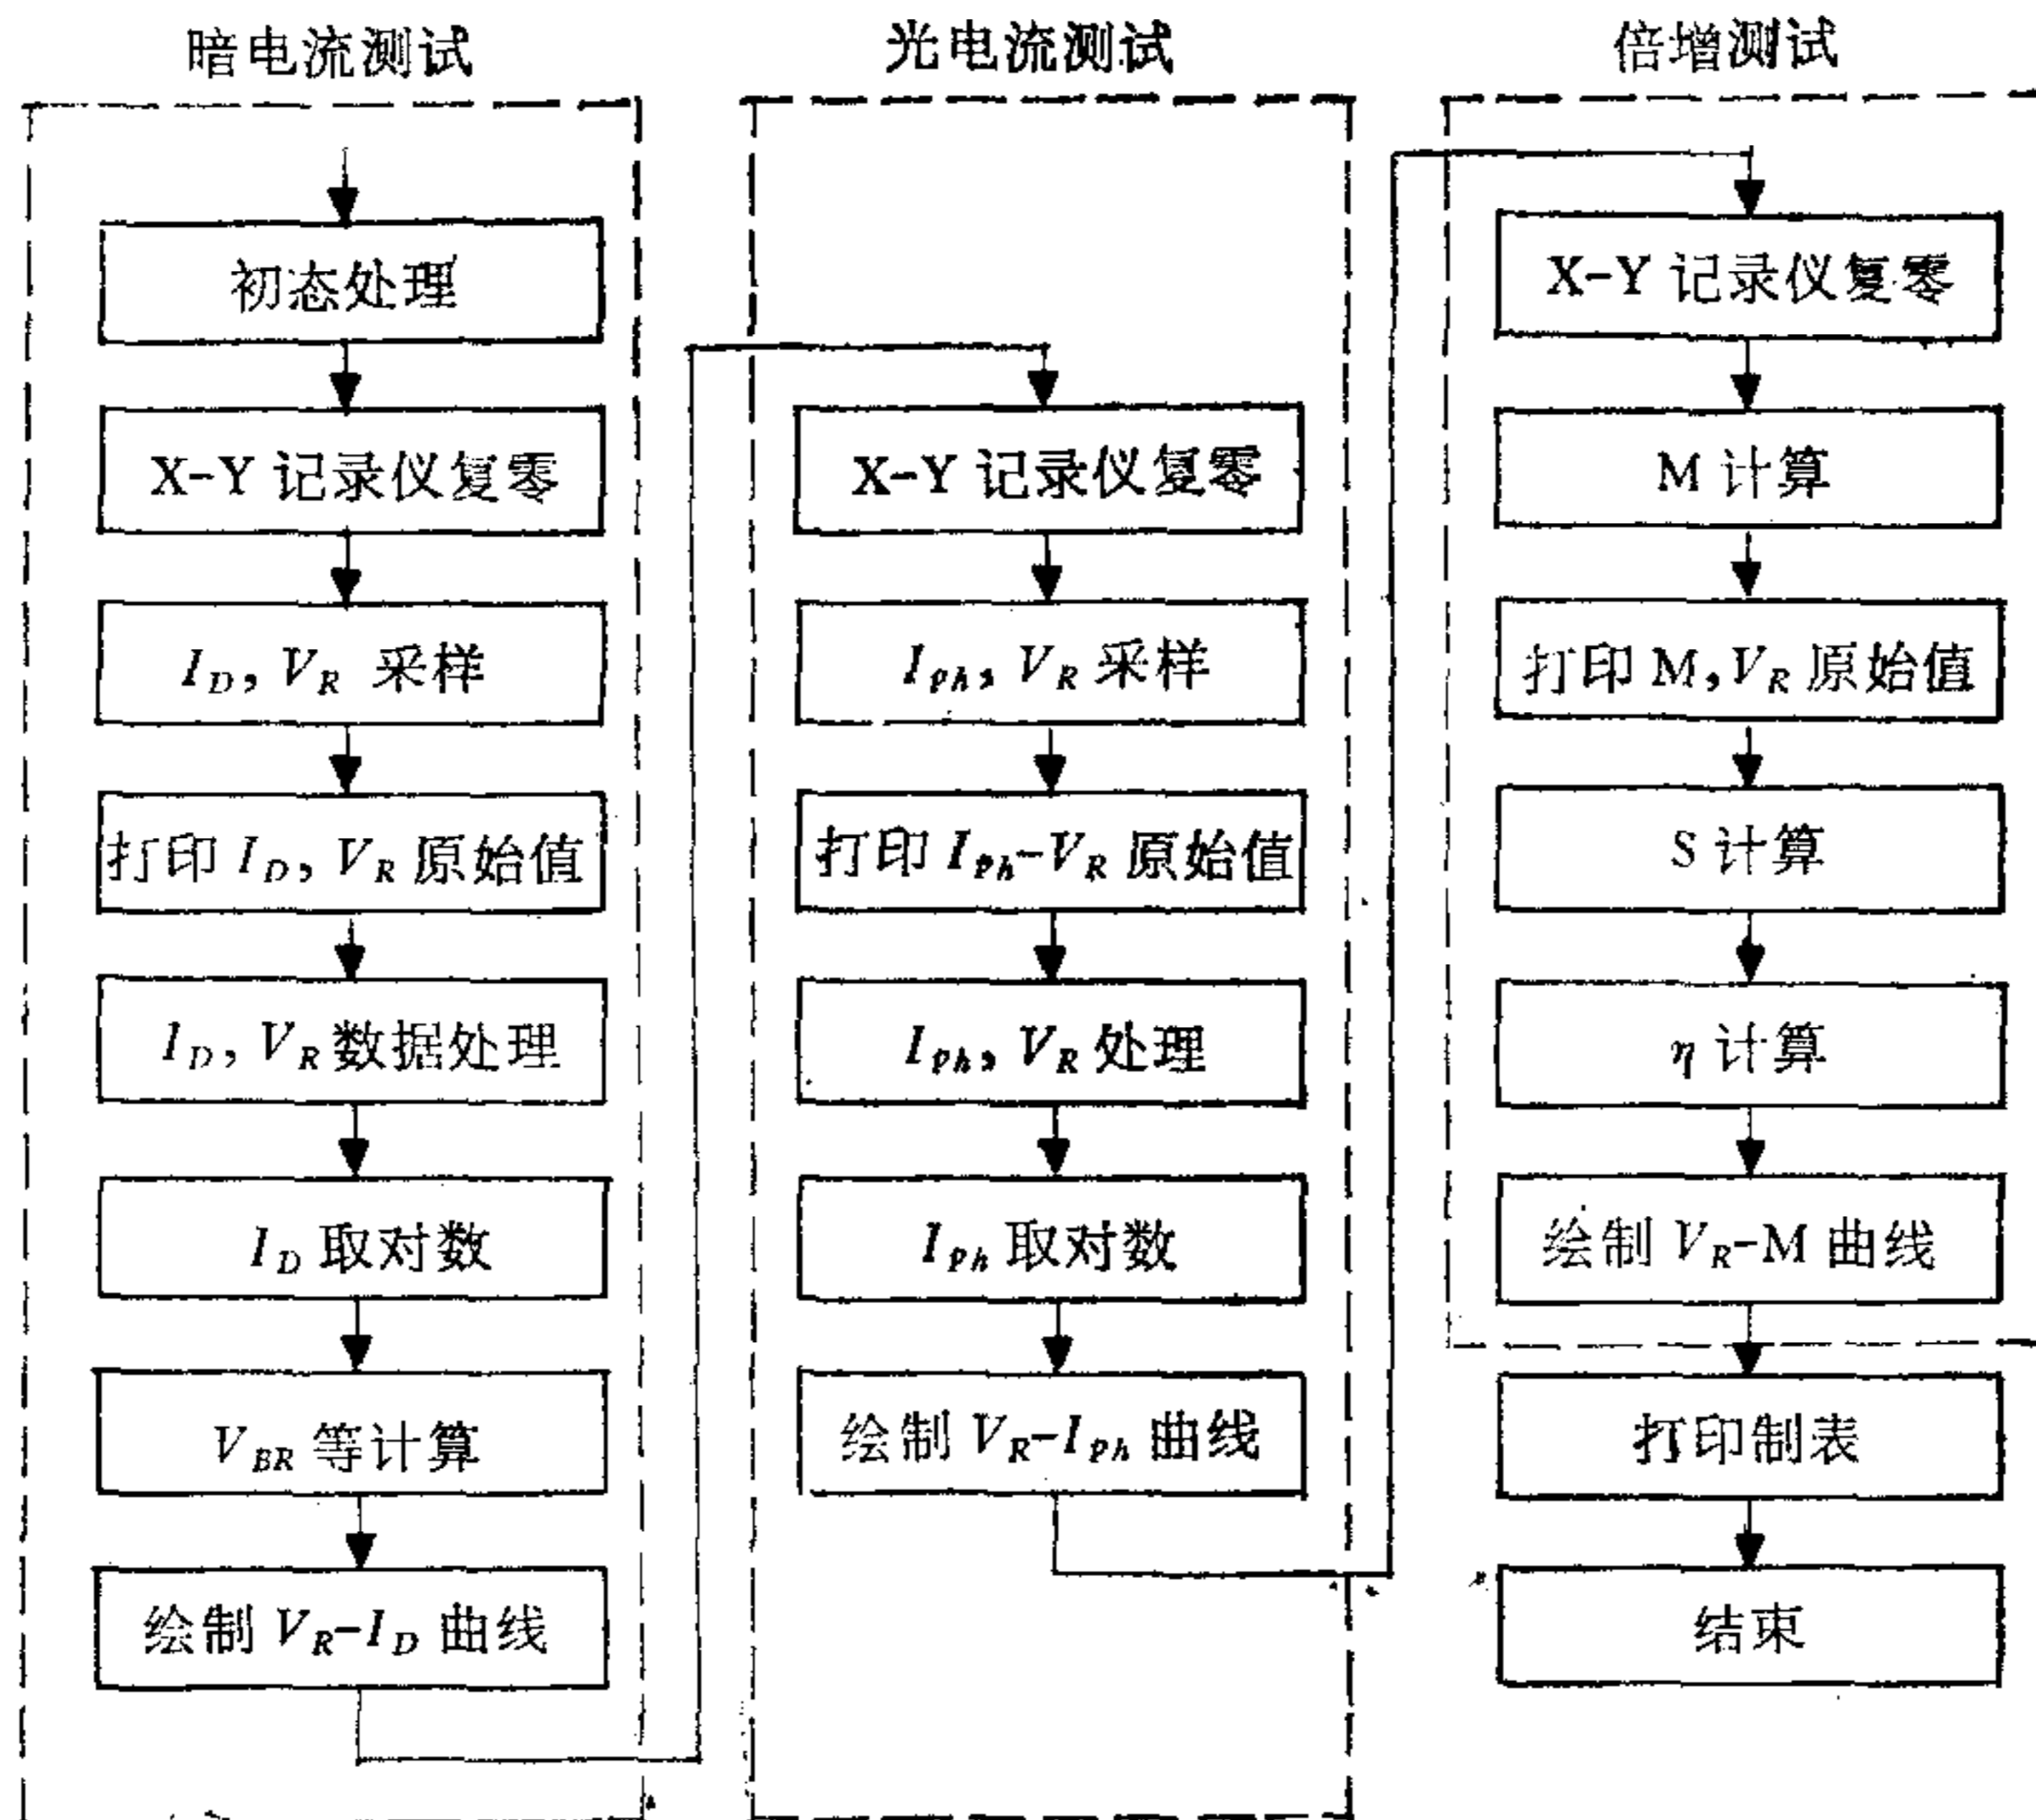 暗电流测试
初态处理
X-Y 记录仪复零
I_D, V_R 采样
打印 I_D, V_R 原始值
I_D, V_R 数据处理
I_D 取对数
V_BR 等计算
绘制 V_R-I_D 曲线
光电流测试
X-Y 记录仪复零
I_ph, V_R 采样
打印 I_ph-V_R 原始值
I_ph, V_R 处理
I_ph 取对数
绘制 V_R-I_ph 曲线
倍增测试
X-Y 记录仪复零
M 计算
打印 M, V_R 原始值
S 计算
η 计算
绘制 V_R-M 曲线
打印制表
结束